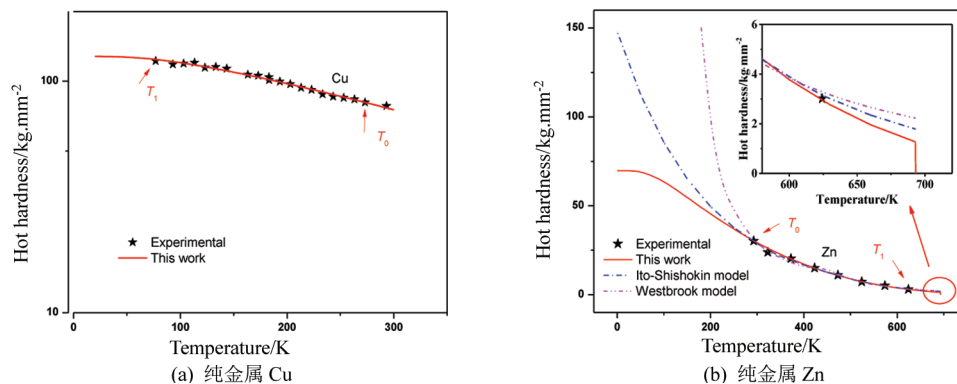 Hot hardness/kg.mm⁻²
100
10
Cu
T₁
T₀
★ Experimental
This work
0
100
200
300
400
Temperature/K
(a) 纯金属 Cu
Hot hardness/kg.mm⁻²
150
100
50
0
T₀
Zn
T₁
★ Experimental
This work
Ito-Shishokin model
Westbrook model
0
200
400
600
Temperature/K
(b) 纯金属 Zn
Hot hardness/kg.mm⁻²
6
4
2
0
600
650
700
Temperature/K